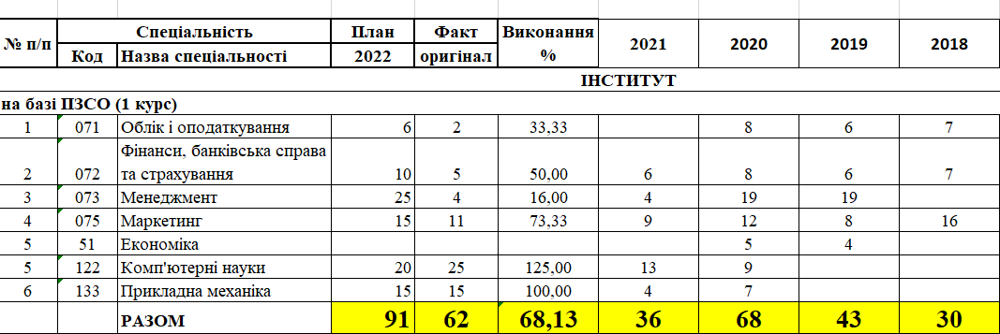 № п/п Спеціальність План Факт Виконання 2021 2020 2019 2018
Код Назва спеціальності 2022 оригінал %
ІНСТИТУТ
на базі ПЗСО (1 курс)
1 071 Облік і оподаткування 6 2 33,33 8 6 7
Фінанси, банківська справа
2 072 та страхування 10 5 50,00 6 8 6 7
3 073 Менеджмент 25 4 16,00 4 19 19
4 075 Маркетинг 15 11 73,33 9 12 8 16
5 51 Економіка 5 4
5 122 Комп'ютерні науки 20 25 125,00 13 9
6 133 Прикладна механіка 15 15 100,00 4 7
РАЗОМ 91 62 68,13 36 68 43 30